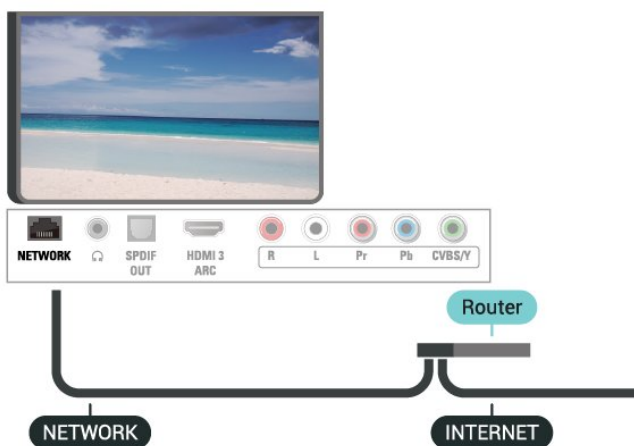 NETWORK
SPDIF OUT
HDMI 3 ARC
R
L
Pr
Pb
CVBS/Y
Router
NETWORK
INTERNET